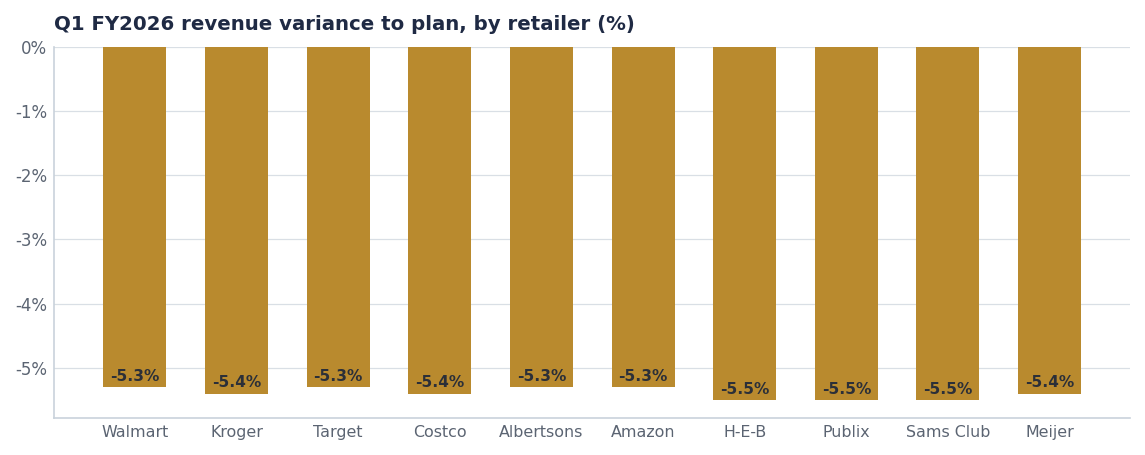 Q1 FY2026 revenue variance to plan, by retailer (%)
0%
-1%
-2%
-3%
-4%
-5%
-5.3% -5.4% -5.3% -5.4% -5.3% -5.3% -5.5% -5.5% -5.5% -5.4%
Walmart Kroger Target Costco Albertsons Amazon H-E-B Publix Sams Club Meijer